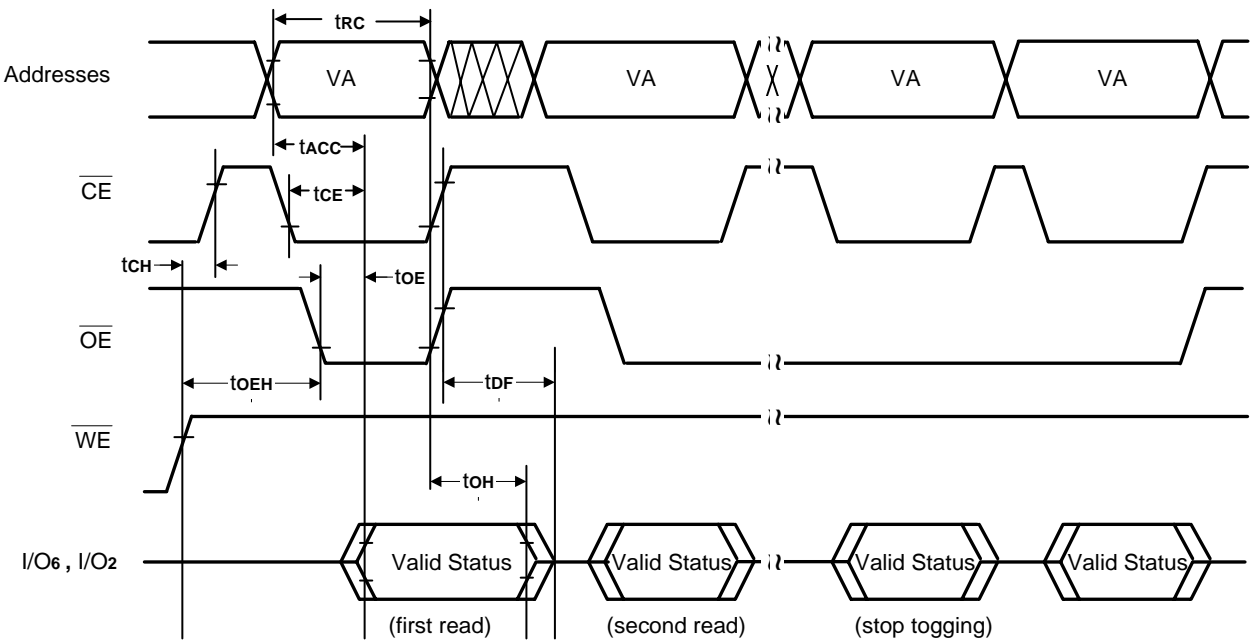 tRC
Addresses VA VA X VA VA
tACC
CE
tCE
tCH
tOE
OE
tOEH
tDF
WE
tOH
I/O6 , I/O2 Valid Status Valid Status Valid Status Valid Status
(first read) (second read) (stop togging)